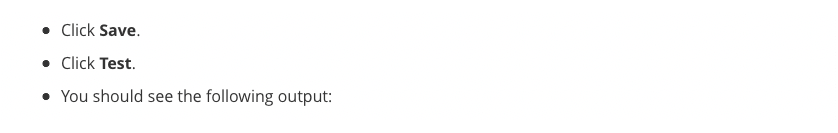 Click Save.
Click Test.
You should see the following output: